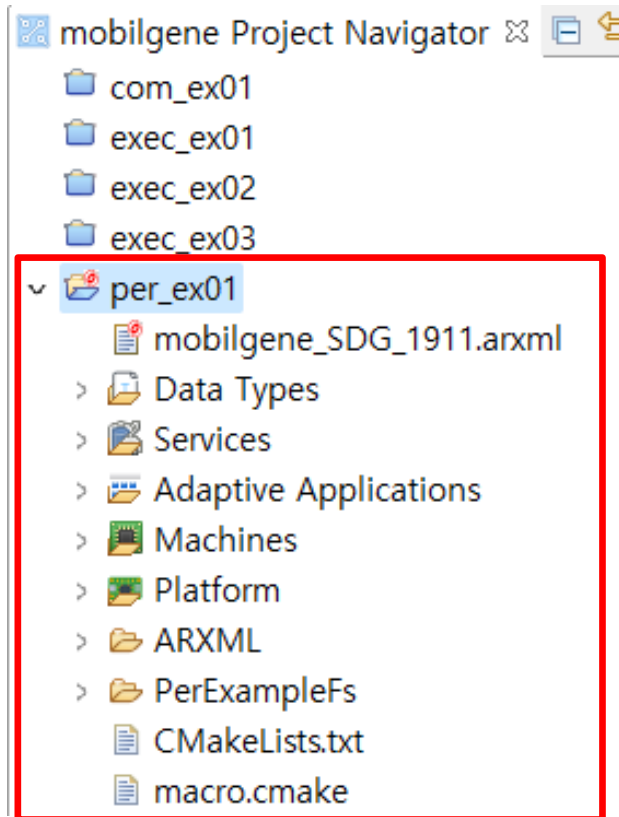 mobilgene Project Navigator
com_ex01
exec_ex01
exec_ex02
exec_ex03
per_ex01
mobilgene_SDG_1911.arxml
Data Types
Services
Adaptive Applications
Machines
Platform
ARXML
PerExampleFs
CMakeLists.txt
macro.cmake